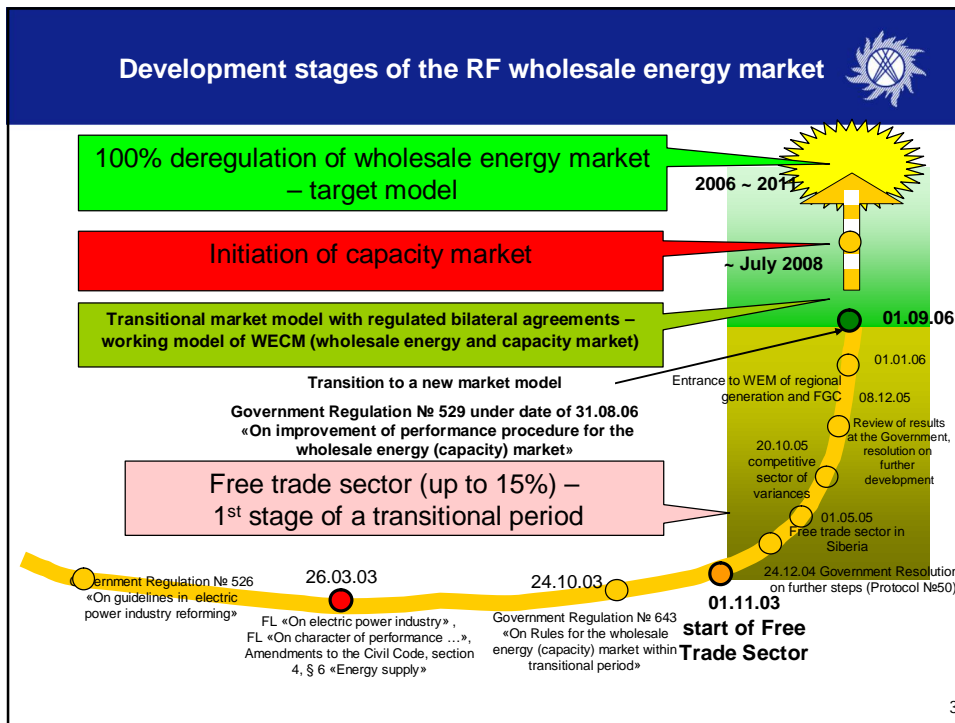 Development stages of the RF wholesale energy market
100% deregulation of wholesale energy market
– target model
2006 ~ 2011
Initiation of capacity market
~ July 2008
Transitional market model with regulated bilateral agreements –
working model of WECM (wholesale energy and capacity market)
01.09.06
Transition to a new market model
Entrance to WEM of regional
generation and FGC
01.01.06
08.12.05
Government Regulation № 529 under date of 31.08.06
«On improvement of performance procedure for the
wholesale energy (capacity) market»
Review of results
at the Government,
resolution on
further
development
20.10.05
competitive
sector of
variances
Free trade sector (up to 15%) –
1st stage of a transitional period
01.05.05
Free trade sector in
Siberia
24.12.04 Government Resolution
on further steps (Protocol №50)
Government Regulation № 526
«On guidelines in electric
power industry reforming»
26.03.03
FL «On electric power industy» ,
FL «On character of performance …»,
Amendments to the Civil Code, section
4, § 6 «Energy supply»
24.10.03
Government Regulation № 643
«On Rules for the wholesale
energy (capacity) market within
transitional period»
01.11.03
start of Free
Trade Sector
3